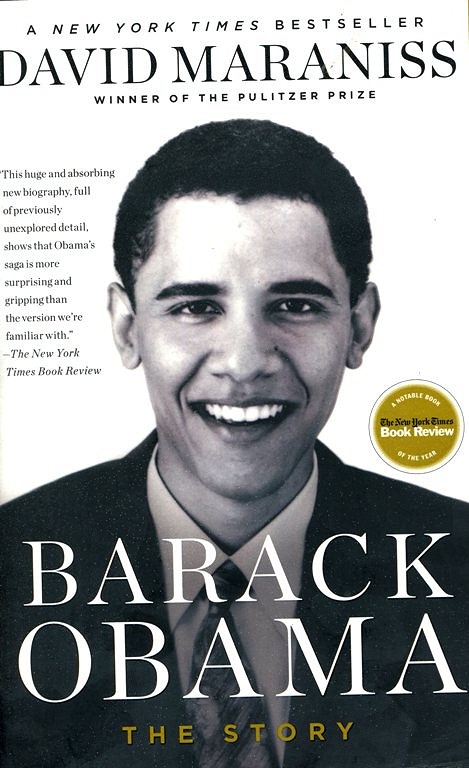 A NEW YORK TIMES BESTSELLER
DAVID MARANISS
WINNER OF THE PULITZER PRIZE
"This huge and absorbing
new biography, full
of previously
unexplored detail,
shows that Obama's
saga is more
surprising and
gripping than
the version we're
familiar with."
—The New York
Times Book Review
A NOTABLE BOOK
The New York Times
Book Review
OF THE YEAR
BARACK
OBAMA
THE STORY